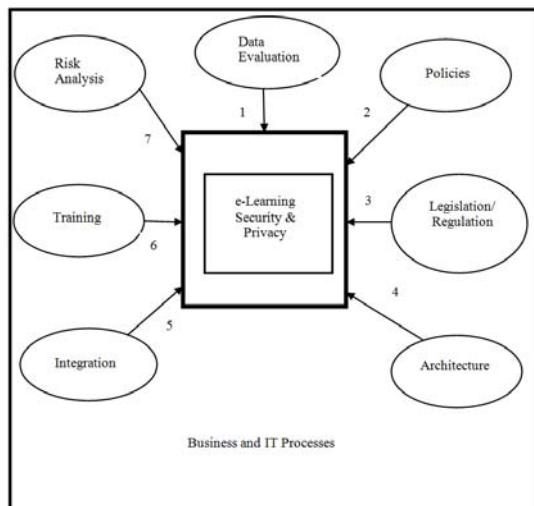 Data
Evaluation
Risk
Analysis
Policies
1
2
7
e-Learning
Security &
Privacy
Training
6
3
Legislation/
Regulation
4
5
Integration
Architecture
Business and IT Processes